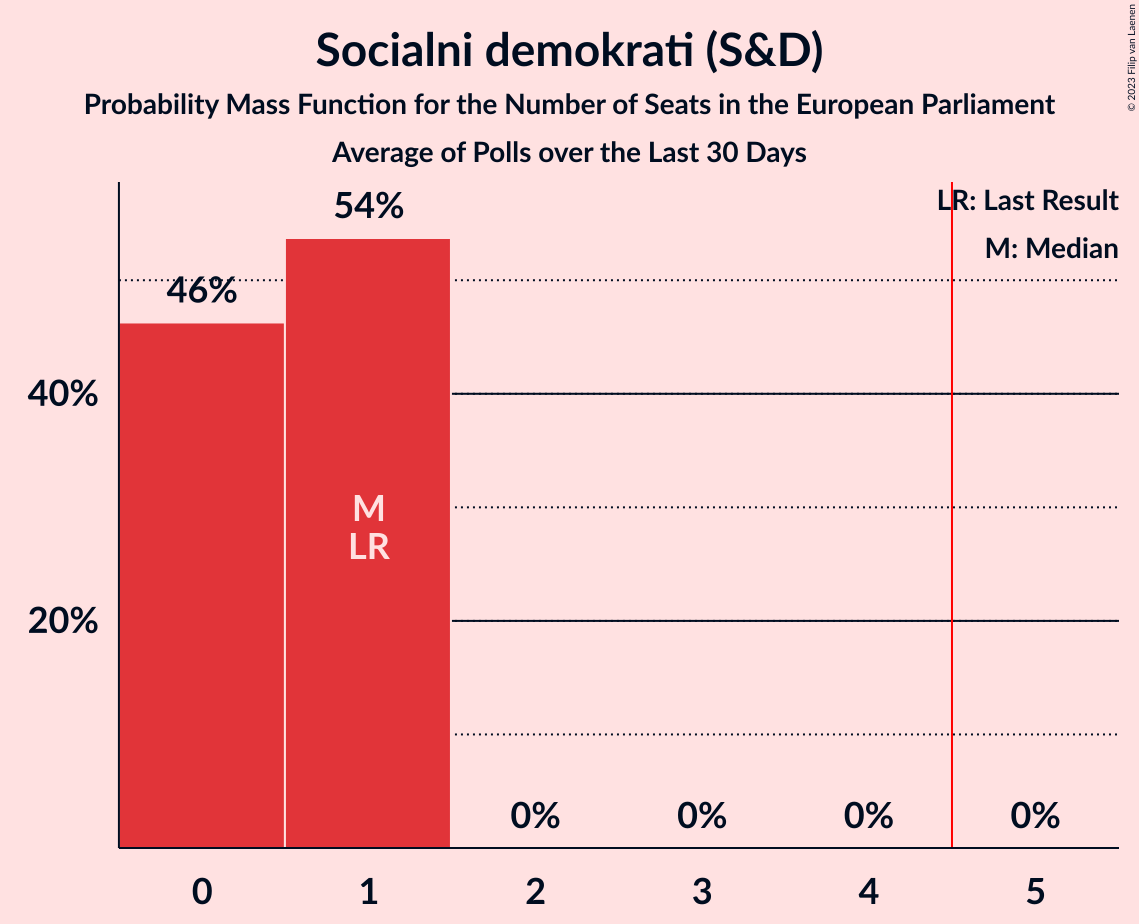 Socialni demokrati (S&D)
Probability Mass Function for the Number of Seats in the European Parliament
Average of Polls over the Last 30 Days
© 2023 Filip van Laenen
LR: Last Result
M: Median
54%
46%
40%
20%
M
LR
0%
0%
0%
0%
0
1
2
3
4
5